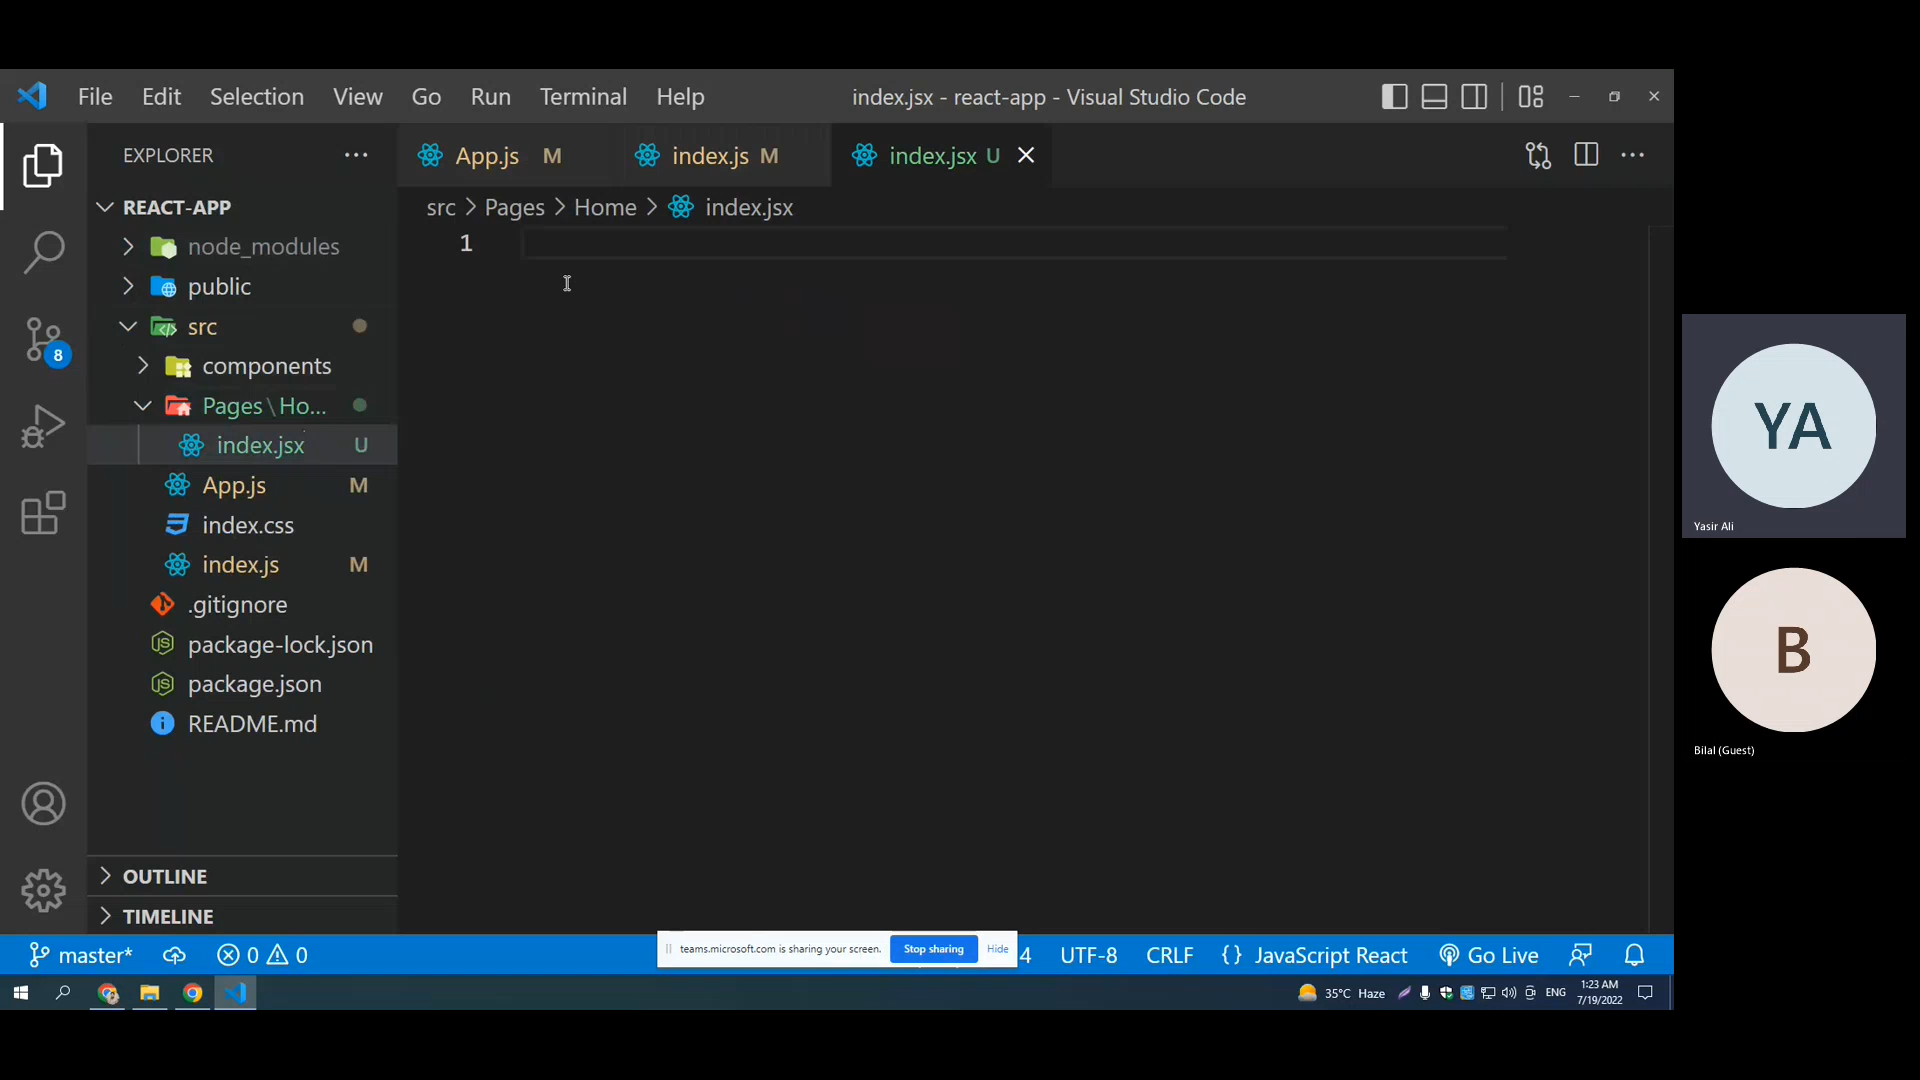 File Edit Selection View Go Run Terminal Help
index.jsx - react-app - Visual Studio Code
EXPLORER
App.js M
index.js M
index.jsx U
REACT-APP
src > Pages > Home > index.jsx
node_modules
1
public
src
components
Pages\Ho...
index.jsx U
App.js M
index.css
index.js M
.gitignore
package-lock.json
package.json
README.md
8
OUTLINE
TIMELINE
YA
Yasir Ali
B
Bilal (Guest)
master* 0 0
teams.microsoft.com is sharing your screen. Stop sharing Hide
4 UTF-8 CRLF {} JavaScript React Go Live
35°C Haze ENG
1:23 AM
7/19/2022